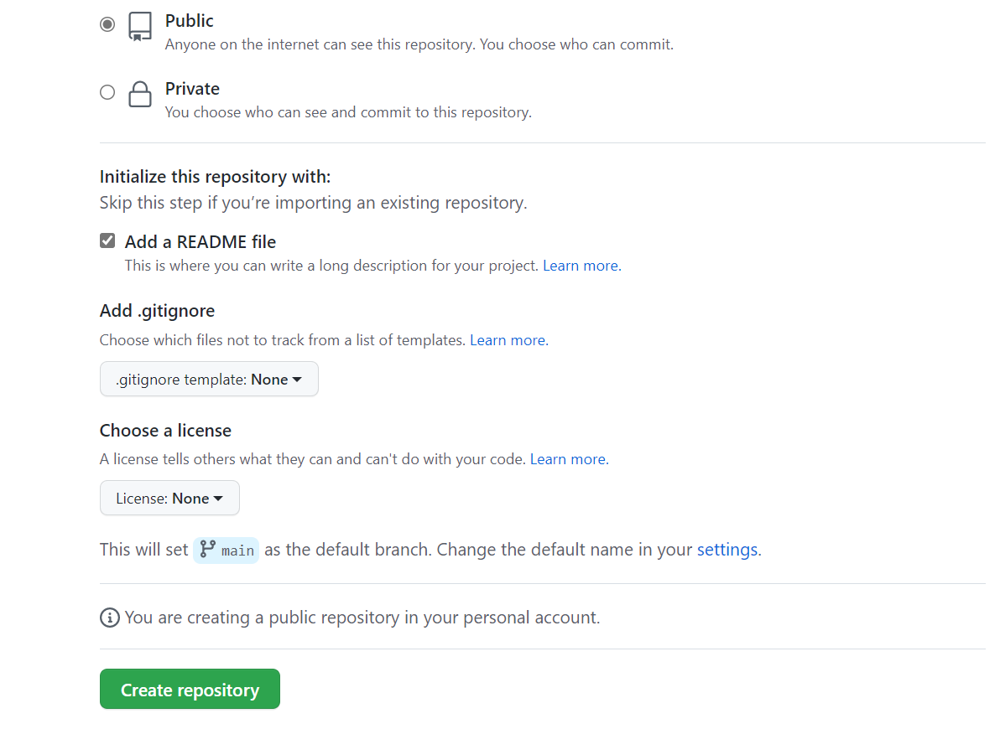 Public
Anyone on the internet can see this repository. You choose who can commit.
Private
You choose who can see and commit to this repository.
Initialize this repository with:
Skip this step if you’re importing an existing repository.
Add a README file
This is where you can write a long description for your project. Learn more.
Add .gitignore
Choose which files not to track from a list of templates. Learn more.
.gitignore template: None
Choose a license
A license tells others what they can and can't do with your code. Learn more.
License: None
This will set main as the default branch. Change the default name in your settings.
You are creating a public repository in your personal account.
Create repository